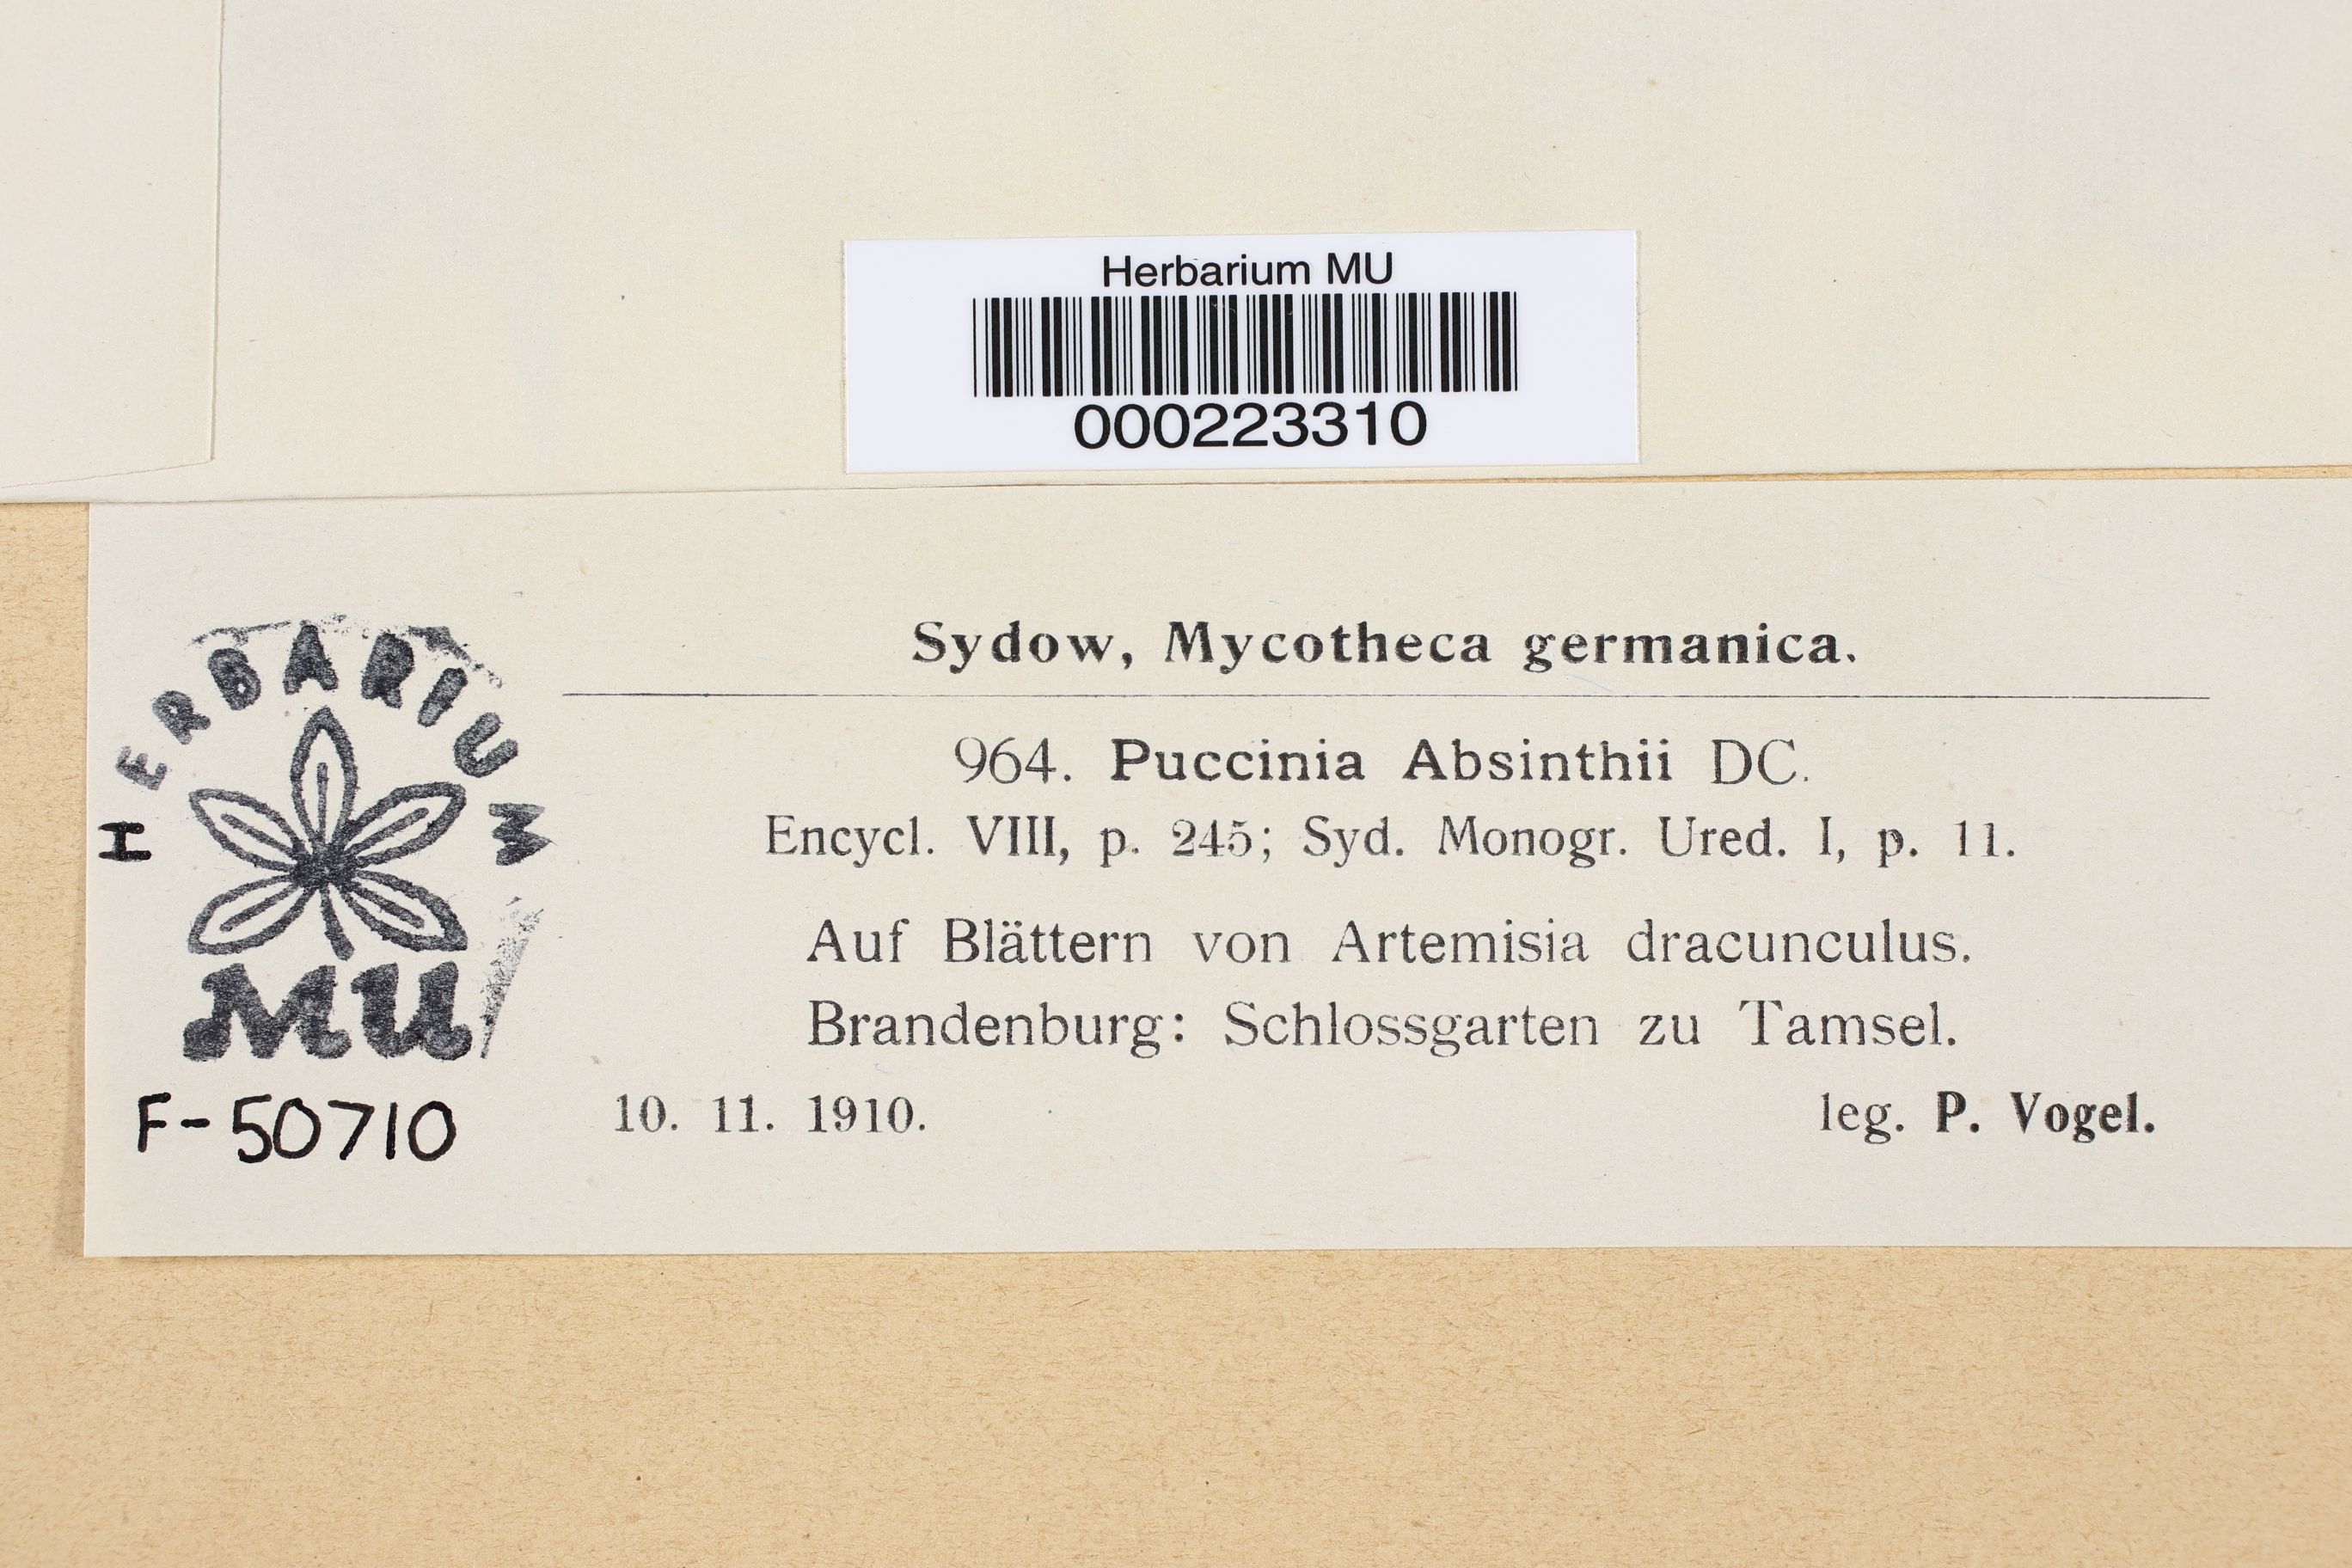 Herbarium MU
000223310
HERBARIUM
MU
F-50710
Sydow, Mycotheca germanica.
964. Puccinia Absinthii DC.
Encycl. VIII, p. 245; Syd. Monogr. Ured. I, p. 11.
Auf Blättern von Artemisia dracunculus.
Brandenburg: Schlossgarten zu Tamsel.
10. 11. 1910. leg. P. Vogel.